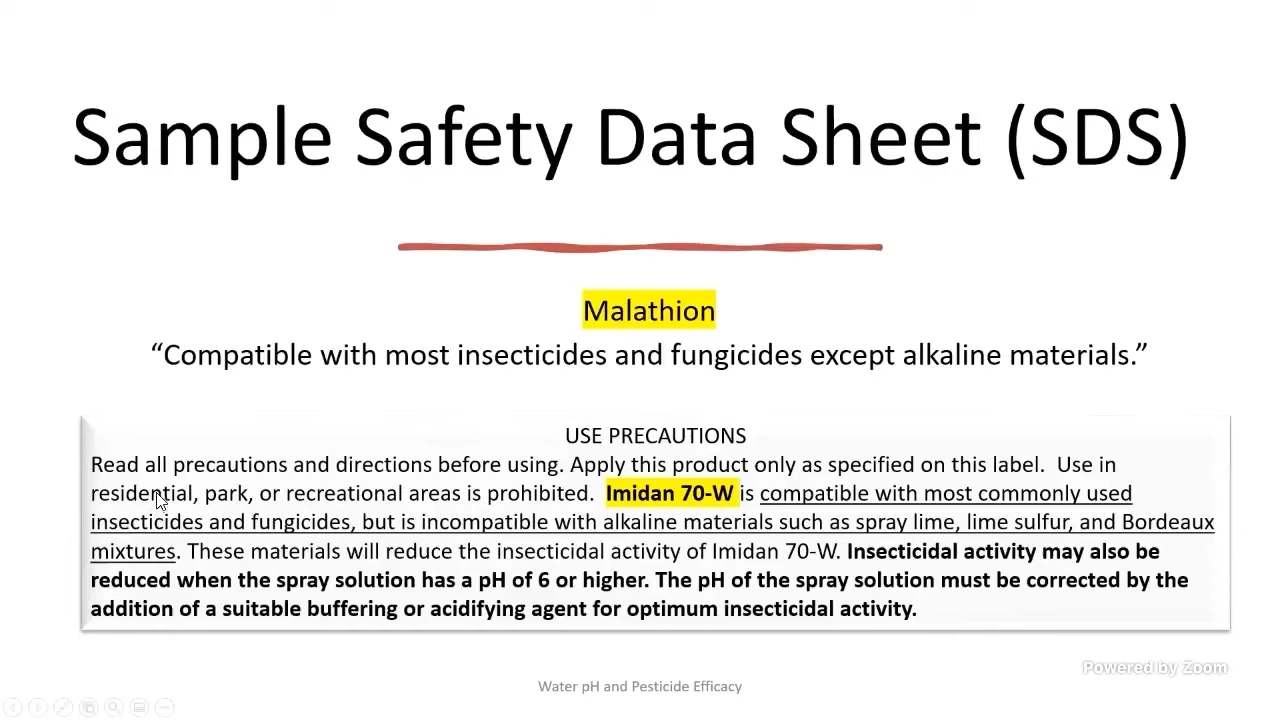 Sample Safety Data Sheet (SDS)
Malathion
“Compatible with most insecticides and fungicides except alkaline materials.”
USE PRECAUTIONS
Read all precautions and directions before using. Apply this product only as specified on this label.  Use in
residential, park, or recreational areas is prohibited.  Imidan 70-W is compatible with most commonly used
insecticides and fungicides, but is incompatible with alkaline materials such as spray lime, lime sulfur, and Bordeaux
mixtures. These materials will reduce the insecticidal activity of Imidan 70-W. Insecticidal activity may also be
reduced when the spray solution has a pH of 6 or higher. The pH of the spray solution must be corrected by the
addition of a suitable buffering or acidifying agent for optimum insecticidal activity.
Powered by Zoom
Water pH and Pesticide Efficacy